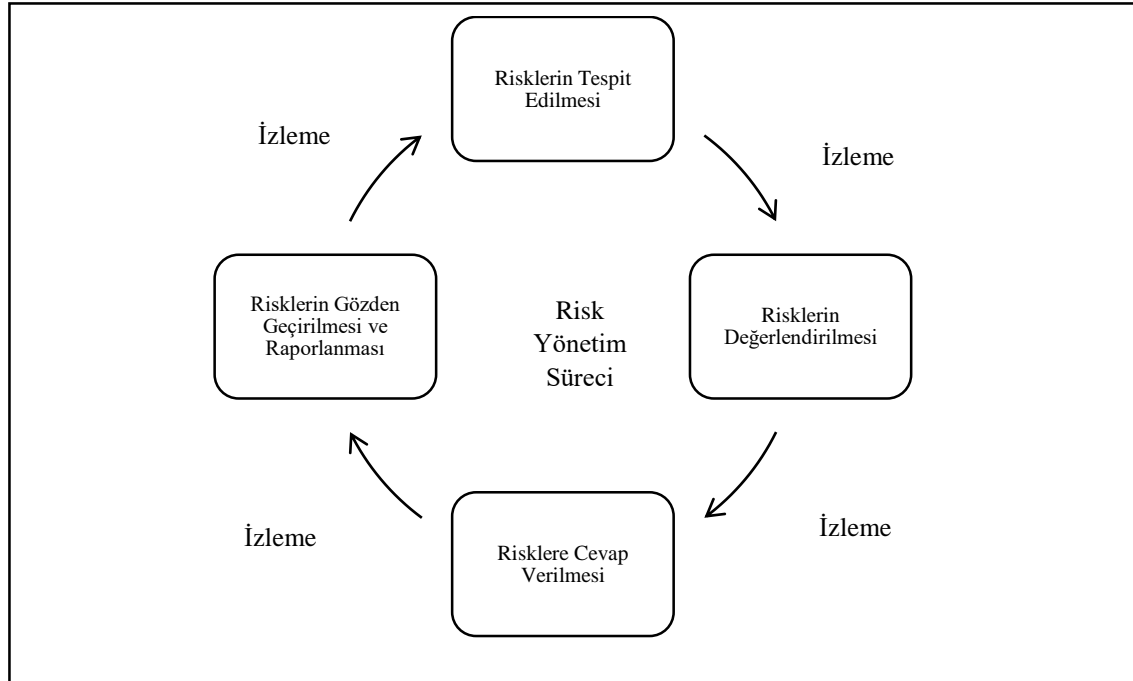 Risklerin Tespit
Edilmesi
İzleme
İzleme
Risklerin Gözden
Geçirilmesi ve
Raporlanması
Risk
Yönetim
Süreci
Risklerin
Değerlendirilmesi
İzleme
İzleme
Risklere Cevap
Verilmesi